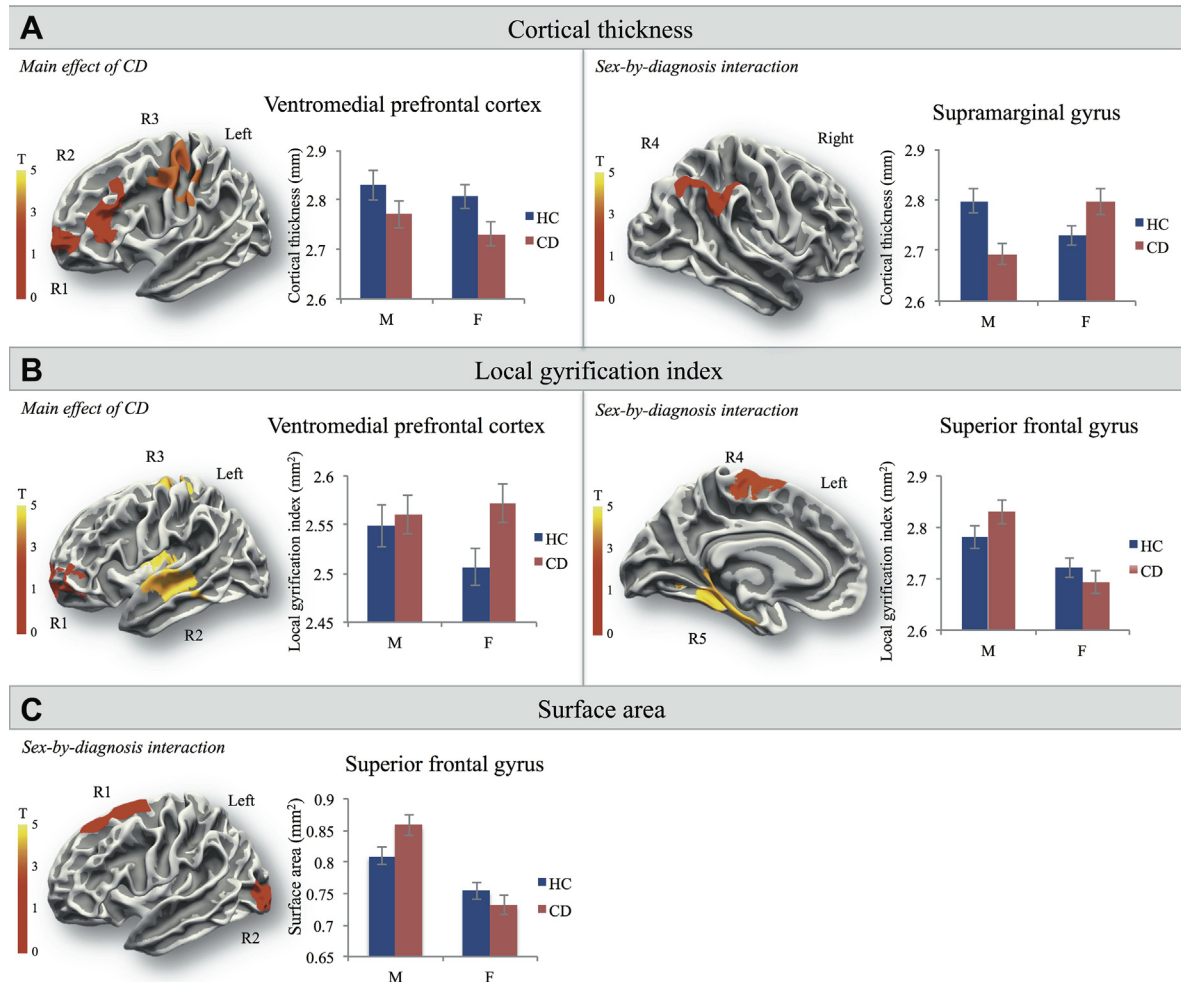 A
Cortical thickness
Main effect of CD
Ventromedial prefrontal cortex
R3
Left
R2
R1
T
5
3
1
0
Cortical thickness (mm)
2.9
2.8
2.7
2.6
M
F
HC
CD
Sex-by-diagnosis interaction
Supramarginal gyrus
R4
Right
T
5
3
1
0
Cortical thickness (mm)
2.9
2.8
2.7
2.6
M
F
HC
CD
B
Local gyrification index
Main effect of CD
Ventromedial prefrontal cortex
R3
Left
R1
R2
T
5
3
1
0
Local gyrification index (mm²)
2.6
2.55
2.5
2.45
M
F
HC
CD
Sex-by-diagnosis interaction
Superior frontal gyrus
R4
Left
R5
T
5
3
1
0
Local gyrification index (mm²)
2.9
2.8
2.7
2.6
M
F
HC
CD
C
Surface area
Sex-by-diagnosis interaction
Superior frontal gyrus
R1
Left
R2
T
5
3
1
0
Surface area (mm²)
0.9
0.85
0.8
0.75
0.7
0.65
M
F
HC
CD